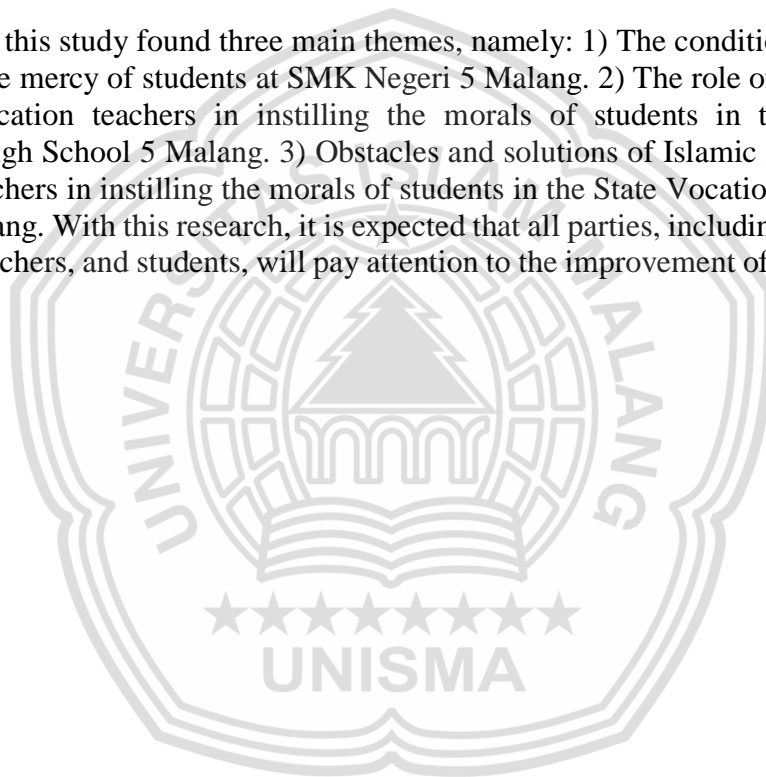 this study found three main themes, namely: 1) The conditi
e mercy of students at SMK Negeri 5 Malang. 2) The role o
cation teachers in instilling the morals of students in t
gh School 5 Malang. 3) Obstacles and solutions of Islamic
chers in instilling the morals of students in the State Vocatio
ang. With this research, it is expected that all parties, includin
chers, and students, will pay attention to the improvement of
UNIVERSITAS ISLAM MALANG
UNISMA